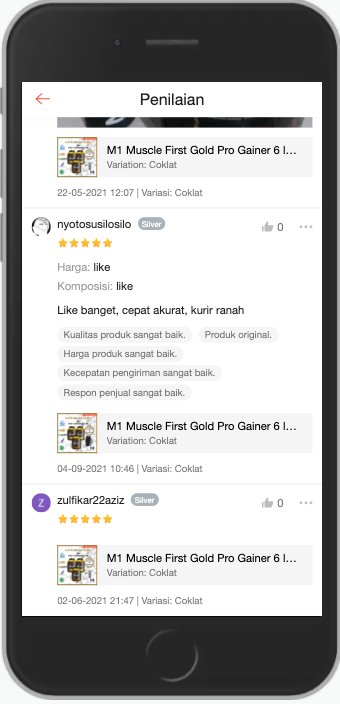 Penilaian
M1 Muscle First Gold Pro Gainer 6 l...
Variation: Coklat
22-05-2021 12:07 | Variasi: Coklat
nyotosusilosilo Silver 0
Harga: like
Komposisi: like
Like banget, cepat akurat, kurir ranah
Kualitas produk sangat baik. Produk original.
Harga produk sangat baik.
Kecepatan pengiriman sangat baik.
Respon penjual sangat baik.
M1 Muscle First Gold Pro Gainer 6 l...
Variation: Coklat
04-09-2021 10:46 | Variasi: Coklat
Z zulfikar22aziz Silver 0
M1 Muscle First Gold Pro Gainer 6 l...
Variation: Coklat
02-06-2021 21:47 | Variasi: Coklat